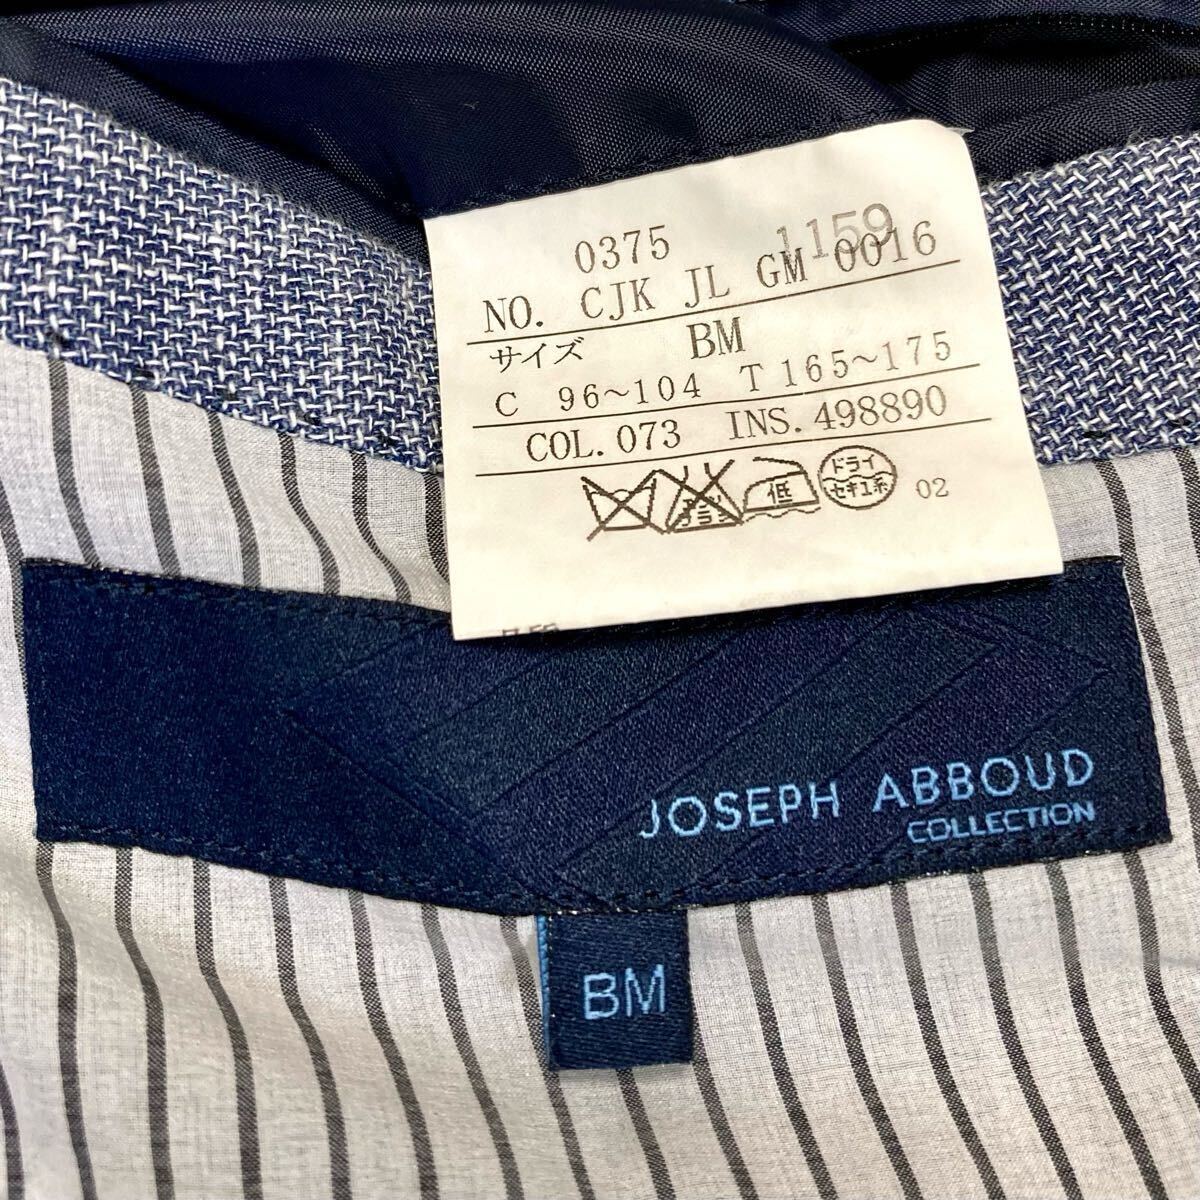 0375 1159
NO. CJK JL GM 0016
サイズ BM
C 96~104 T 165~175
COL. 073 INS. 498890
低 ドライ セキユ系 02
JOSEPH ABBOUD
COLLECTION
BM